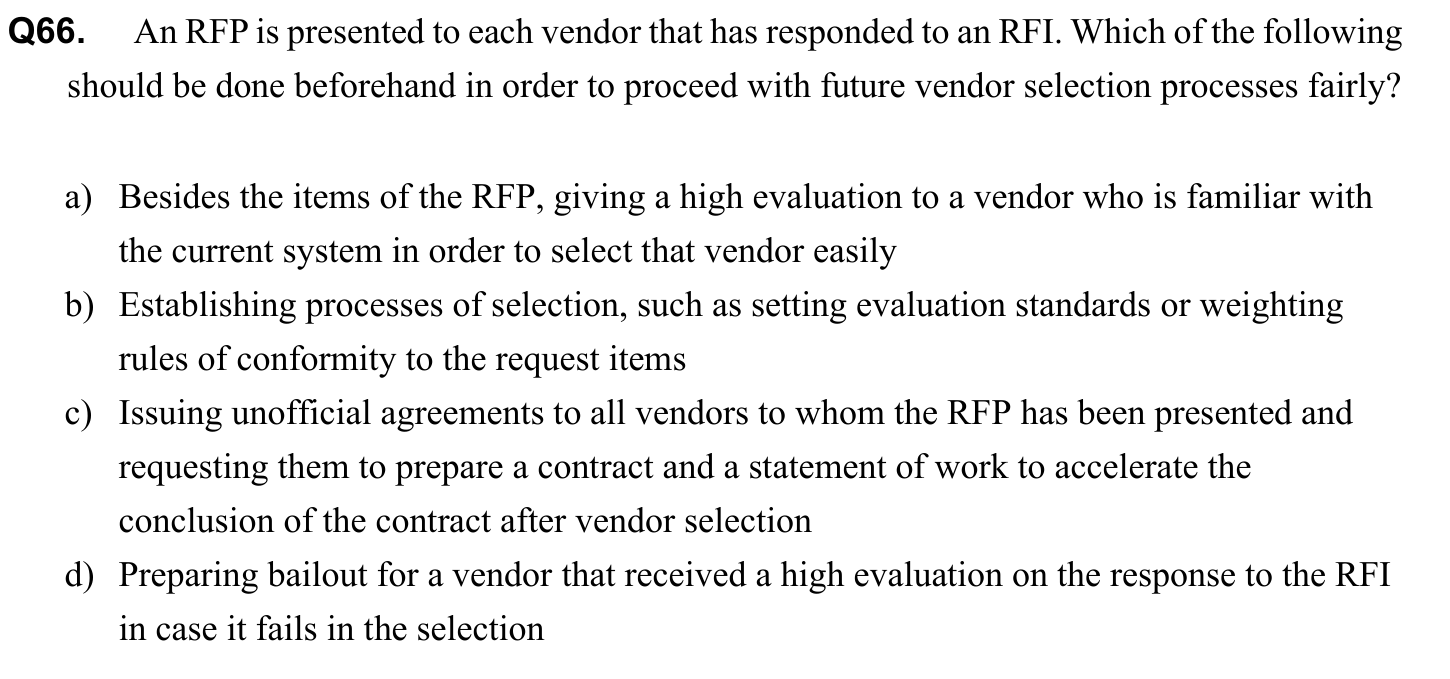 Q66. An RFP is presented to each vendor that has responded to an RFI. Which of the following
should be done beforehand in order to proceed with future vendor selection processes fairly?
a) Besides the items of the RFP, giving a high evaluation to a vendor who is familiar with
the current system in order to select that vendor easily
b) Establishing processes of selection, such as setting evaluation standards or weighting
rules of conformity to the request items
c) Issuing unofficial agreements to all vendors to whom the RFP has been presented and
requesting them to prepare a contract and a statement of work to accelerate the
conclusion of the contract after vendor selection
d) Preparing bailout for a vendor that received a high evaluation on the response to the RFI
in case it fails in the selection